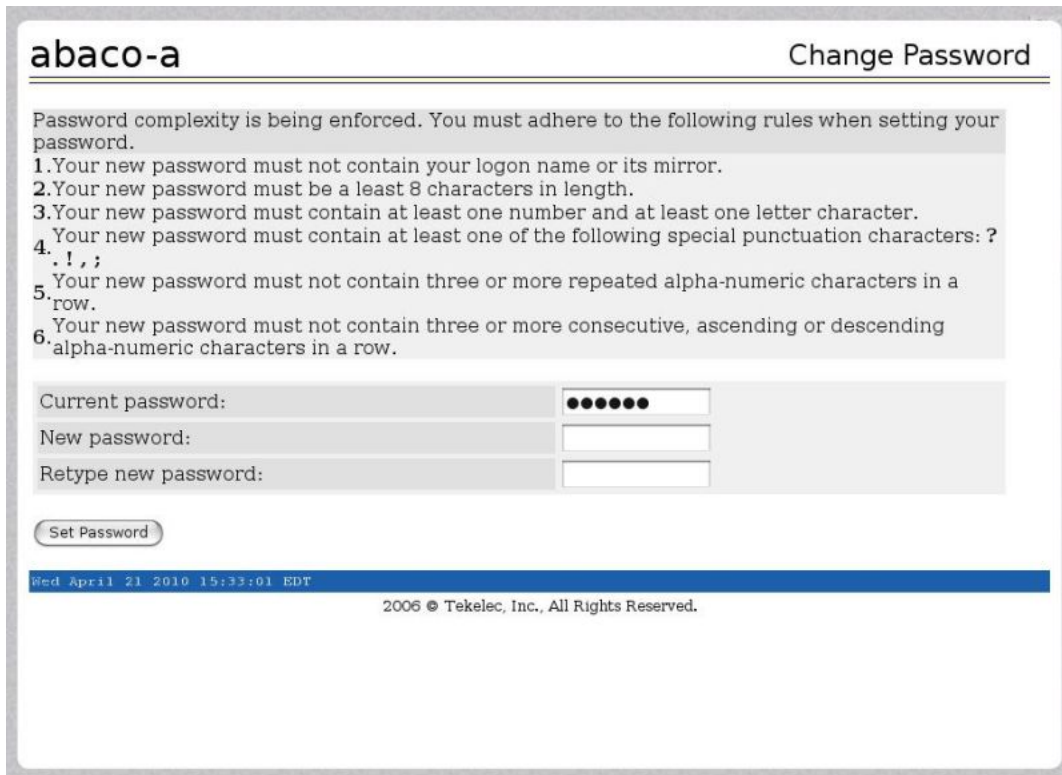 abaco-a
Change Password
Password complexity is being enforced. You must adhere to the following rules when setting your
password.
1.Your new password must not contain your logon name or its mirror.
2.Your new password must be a least 8 characters in length.
3.Your new password must contain at least one number and at least one letter character.
4.Your new password must contain at least one of the following special punctuation characters: ?
. ! , ;
5.Your new password must not contain three or more repeated alpha-numeric characters in a
row.
6.Your new password must not contain three or more consecutive, ascending or descending
alpha-numeric characters in a row.
Current password: ●●●●●●
New password:
Retype new password:
Set Password
Wed April 21 2010 15:33:01 EDT
2006 © Tekelec, Inc., All Rights Reserved.